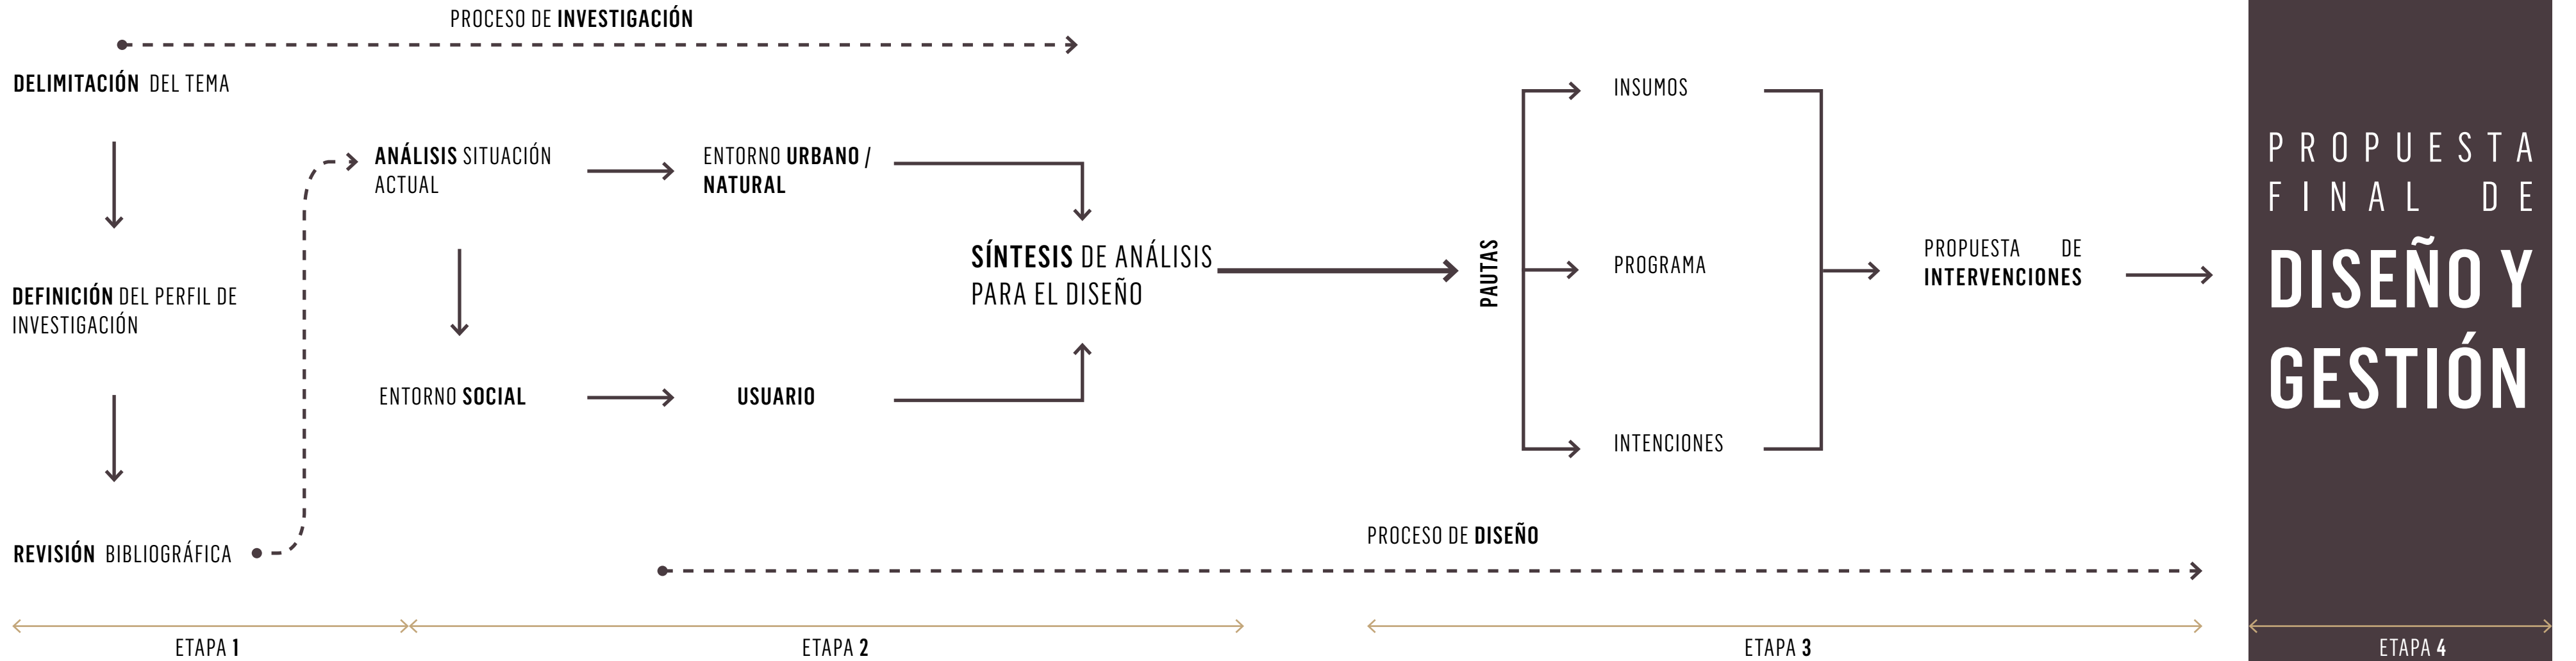 PROCESO DE INVESTIGACIÓN
DELIMITACIÓN DEL TEMA
DEFINICIÓN DEL PERFIL DE
INVESTIGACIÓN
REVISIÓN BIBLIOGRÁFICA
ANÁLISIS SITUACIÓN
ACTUAL
ENTORNO SOCIAL
ENTORNO URBANO /
NATURAL
USUARIO
SÍNTESIS DE ANÁLISIS
PARA EL DISEÑO
PAUTAS
INSUMOS
PROGRAMA
INTENCIONES
PROPUESTA DE
INTERVENCIONES
PROCESO DE DISEÑO
PROPUESTA
FINAL DE
DISEÑO Y
GESTIÓN
ETAPA 1
ETAPA 2
ETAPA 3
ETAPA 4